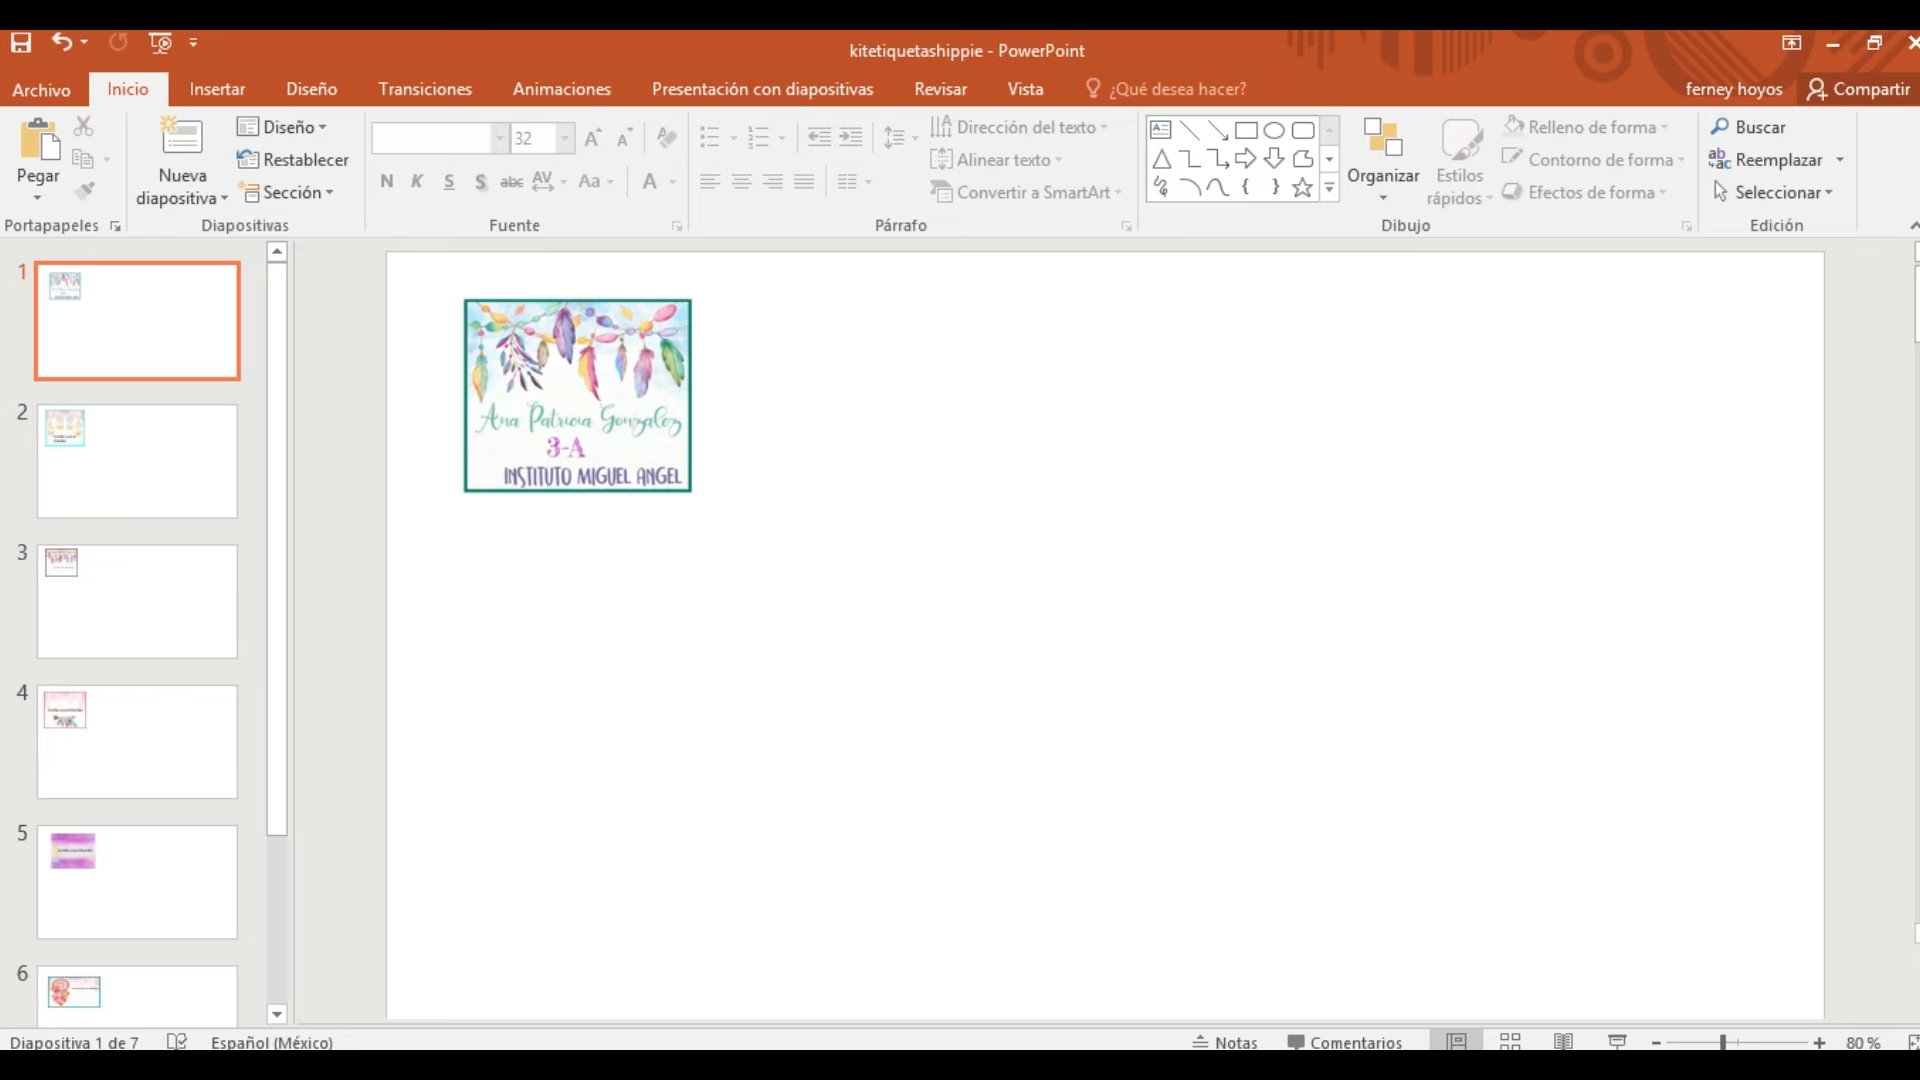 kitetiquetashippie - PowerPoint
Archivo
Inicio
Insertar
Diseño
Transiciones
Animaciones
Presentación con diapositivas
Revisar
Vista
¿Qué desea hacer?
ferney hoyos
Compartir
Pegar
Nueva
diapositiva
Diseño
Restablecer
Sección
32
N K S S abc AV Aa A
Dirección del texto
Alinear texto
Convertir a SmartArt
Organizar
Estilos
rápidos
Relleno de forma
Contorno de forma
Efectos de forma
Buscar
Reemplazar
Seleccionar
Portapapeles
Diapositivas
Fuente
Párrafo
Dibujo
Edición
1
2
3
4
5
6
Ana Patricia Gonzalez
3-A
INSTITUTO MIGUEL ANGEL
Diapositiva 1 de 7
Español (México)
Notas
Comentarios
80 %